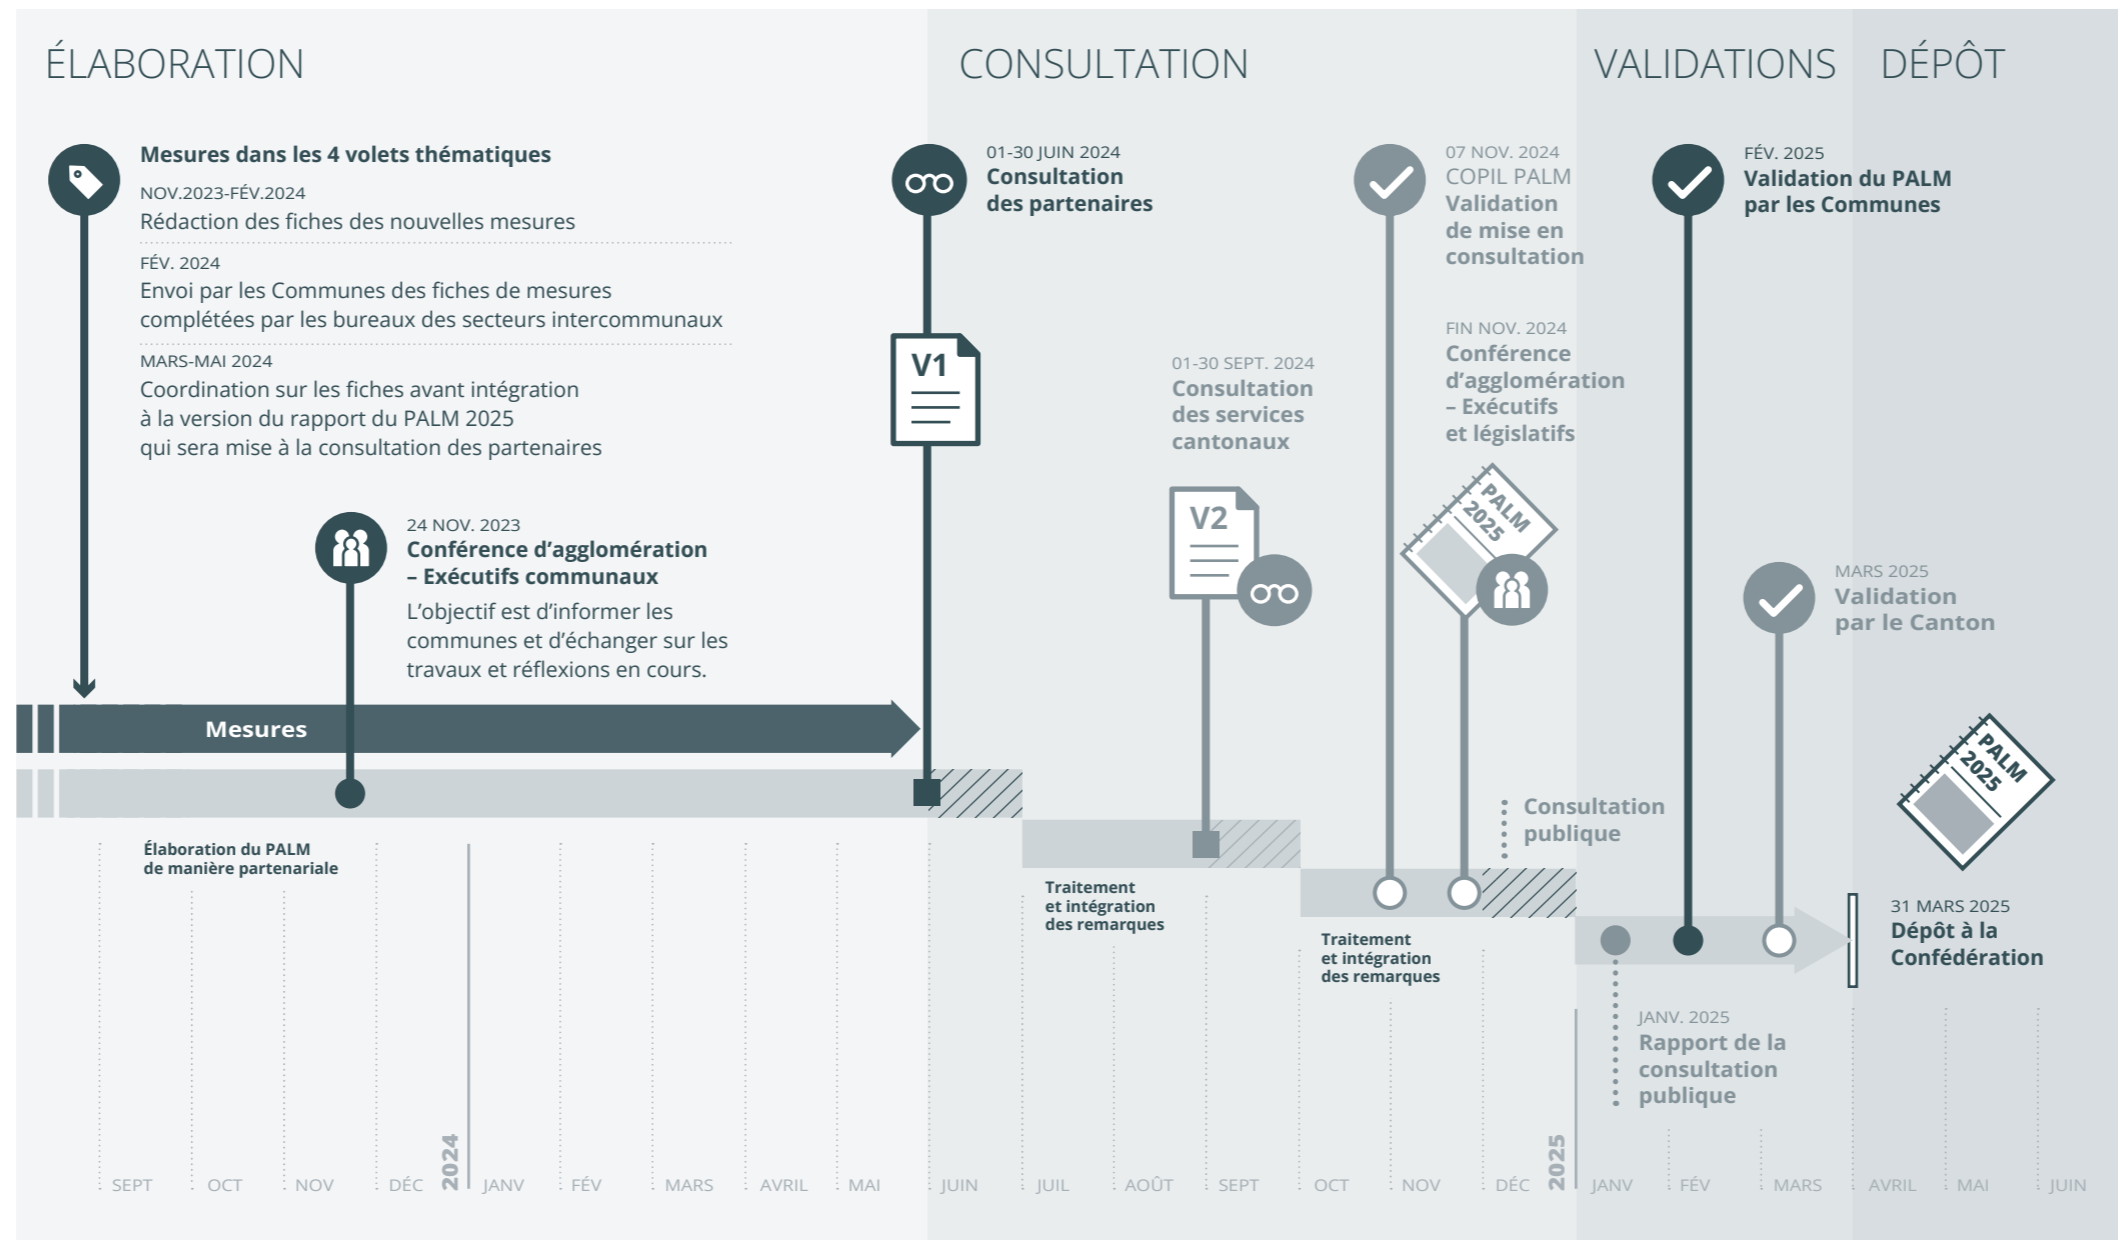 ÉLABORATION
CONSULTATION
VALIDATIONS
DÉPÔT
Mesures dans les 4 volets thématiques
NOV.2023-FÉV.2024
Rédaction des fiches des nouvelles mesures
FÉV. 2024
Envoi par les Communes des fiches de mesures
complétées par les bureaux des secteurs intercommunaux
MARS-MAI 2024
Coordination sur les fiches avant intégration
à la version du rapport du PALM 2025
qui sera mise à la consultation des partenaires
24 NOV. 2023
Conférence d’agglomération
– Exécutifs communaux
L’objectif est d’informer les
communes et d’échanger sur les
travaux et réflexions en cours.
Mesures
Élaboration du PALM
de manière partenariale
01-30 JUIN 2024
Consultation
des partenaires
V1
01-30 SEPT. 2024
Consultation
des services
cantonaux
V2
Traitement
et intégration
des remarques
07 NOV. 2024
COPIL PALM
Validation
de mise en
consultation
FIN NOV. 2024
Conférence
d’agglomération
– Exécutifs
et législatifs
PALM
2025
Consultation
publique
Traitement
et intégration
des remarques
FÉV. 2025
Validation du PALM
par les Communes
MARS 2025
Validation
par le Canton
JANV. 2025
Rapport de la
consultation
publique
PALM
2025
31 MARS 2025
Dépôt à la
Confédération
SEPT
OCT
NOV
DÉC
2024
JANV
FÉV
MARS
AVRIL
MAI
JUIN
JUIL
AOÛT
SEPT
OCT
NOV
DÉC
2025
JANV
FÉV
MARS
AVRIL
MAI
JUIN